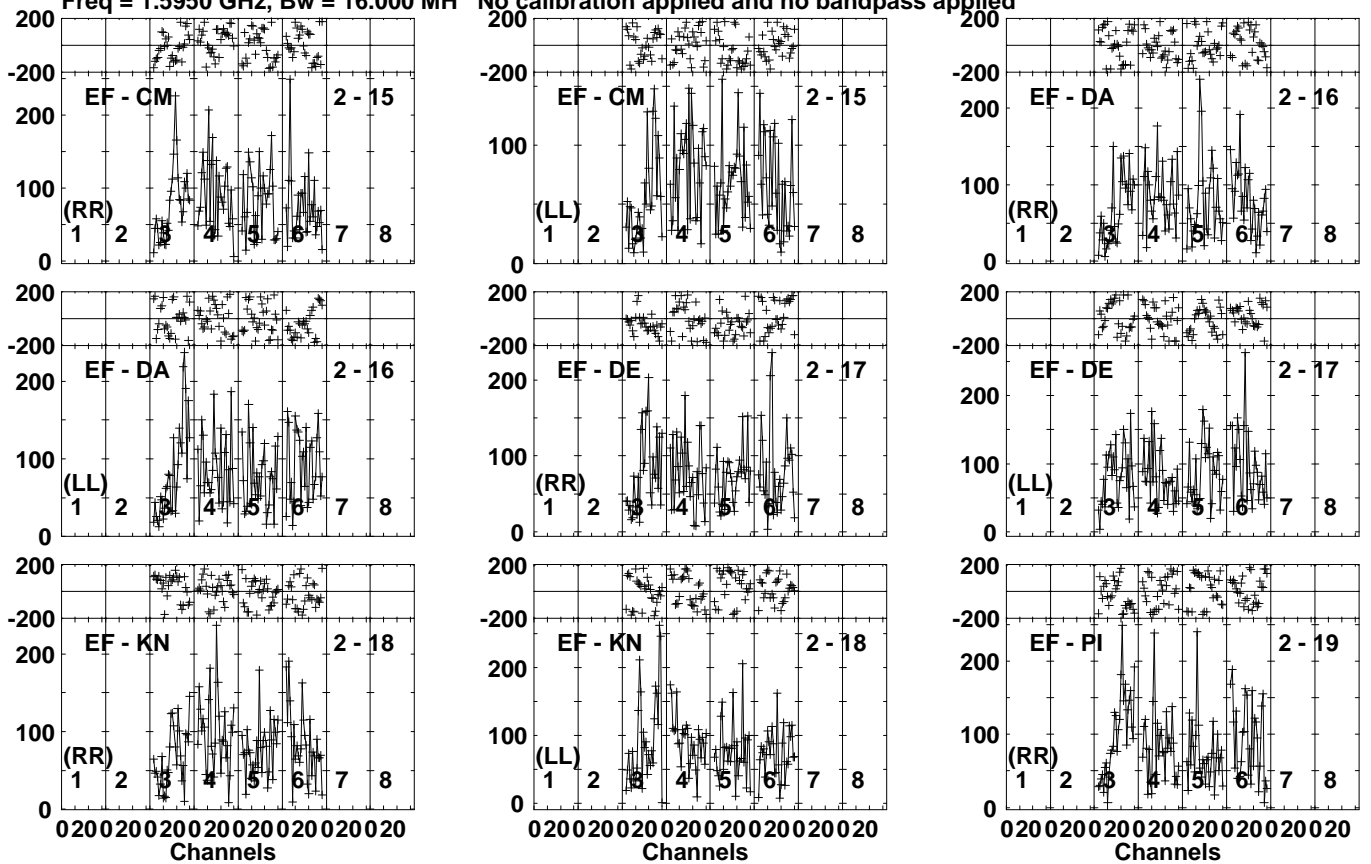 Freq = 1.5950 GHz, Bw = 16.000 MH No calibration applied and no bandpass applied
200
-200
EF - CM 2 - 15
200
100
0
(RR)
1 2 3 4 5 6 7 8
200
-200
EF - CM 2 - 15
100
0
(LL)
1 2 3 4 5 6 7 8
200
-200
EF - DA 2 - 16
200
100
0
(RR)
1 2 3 4 5 6 7 8
200
-200
EF - DA 2 - 16
200
100
0
(LL)
1 2 3 4 5 6 7 8
200
-200
EF - DE 2 - 17
200
100
0
(RR)
1 2 3 4 5 6 7 8
200
-200
EF - DE 2 - 17
200
100
0
(LL)
1 2 3 4 5 6 7 8
200
-200
EF - KN 2 - 18
200
100
0
(RR)
1 2 3 4 5 6 7 8
0 20 0 20 0 20 0 20 0 20 0 20 0 20 0 20
Channels
200
-200
EF - KN 2 - 18
200
100
0
(LL)
1 2 3 4 5 6 7 8
0 20 0 20 0 20 0 20 0 20 0 20 0 20 0 20
Channels
200
-200
EF - PI 2 - 19
200
100
0
(RR)
1 2 3 4 5 6 7 8
0 20 0 20 0 20 0 20 0 20 0 20 0 20 0 20
Channels